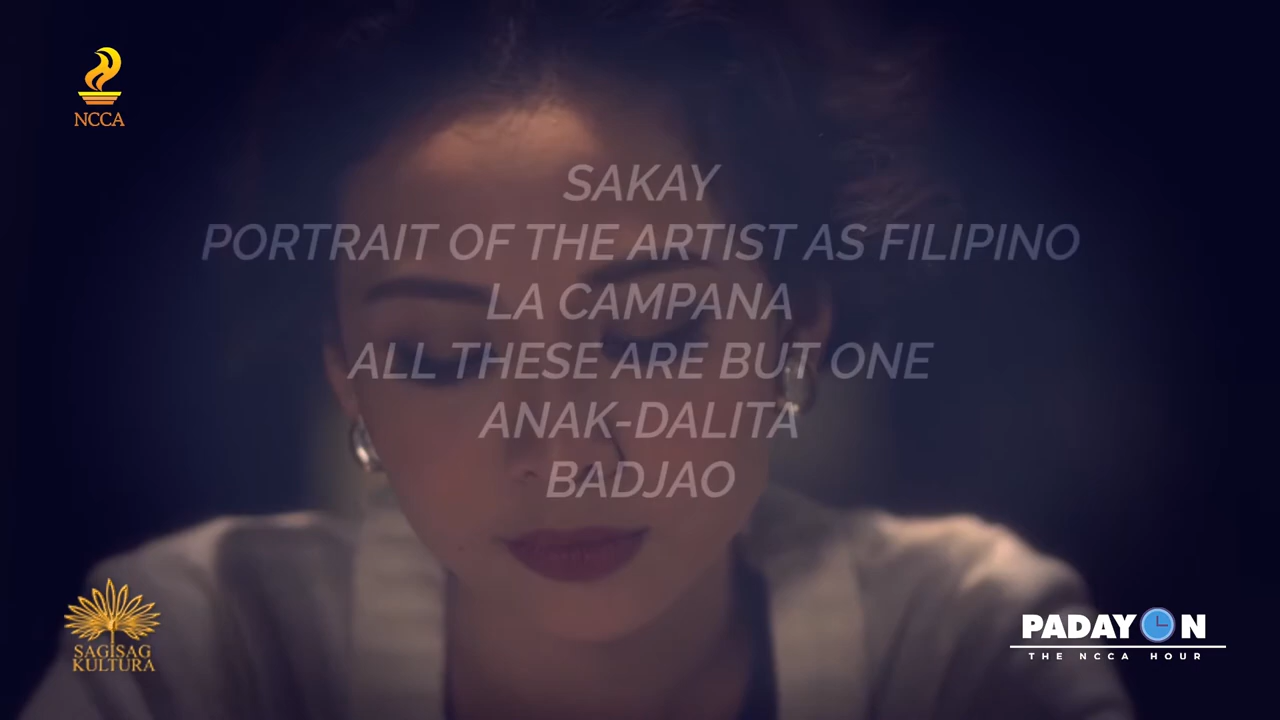 NCCA
SAKAY
PORTRAIT OF THE ARTIST AS FILIPINO
LA CAMPANA
ALL THESE ARE BUT ONE
ANAK-DALITA
BADJAO
SAGISAG
KULTURA
PADAYON
THE NCCA HOUR